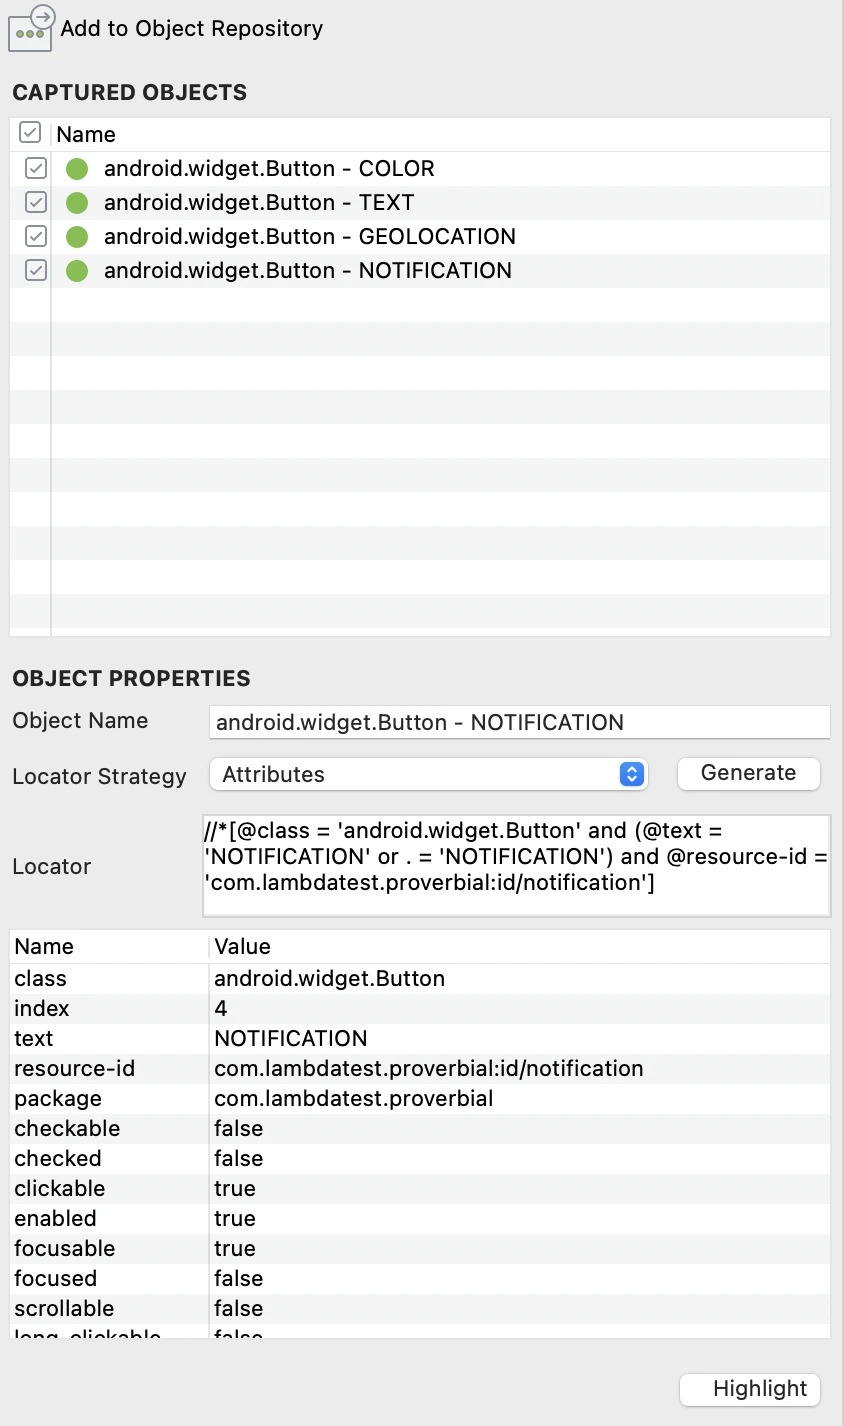 Add to Object Repository
CAPTURED OBJECTS
Name
android.widget.Button - COLOR
android.widget.Button - TEXT
android.widget.Button - GEOLOCATION
android.widget.Button - NOTIFICATION
OBJECT PROPERTIES
Object Name android.widget.Button - NOTIFICATION
Locator Strategy Attributes Generate
Locator
//*[@class = 'android.widget.Button' and (@text =
'NOTIFICATION' or . = 'NOTIFICATION') and @resource-id =
'com.lambdatest.proverbial:id/notification']
Name Value
class android.widget.Button
index 4
text NOTIFICATION
resource-id com.lambdatest.proverbial:id/notification
package com.lambdatest.proverbial
checkable false
checked false
clickable true
enabled true
focusable true
focused false
scrollable false
long-clickable false
Highlight